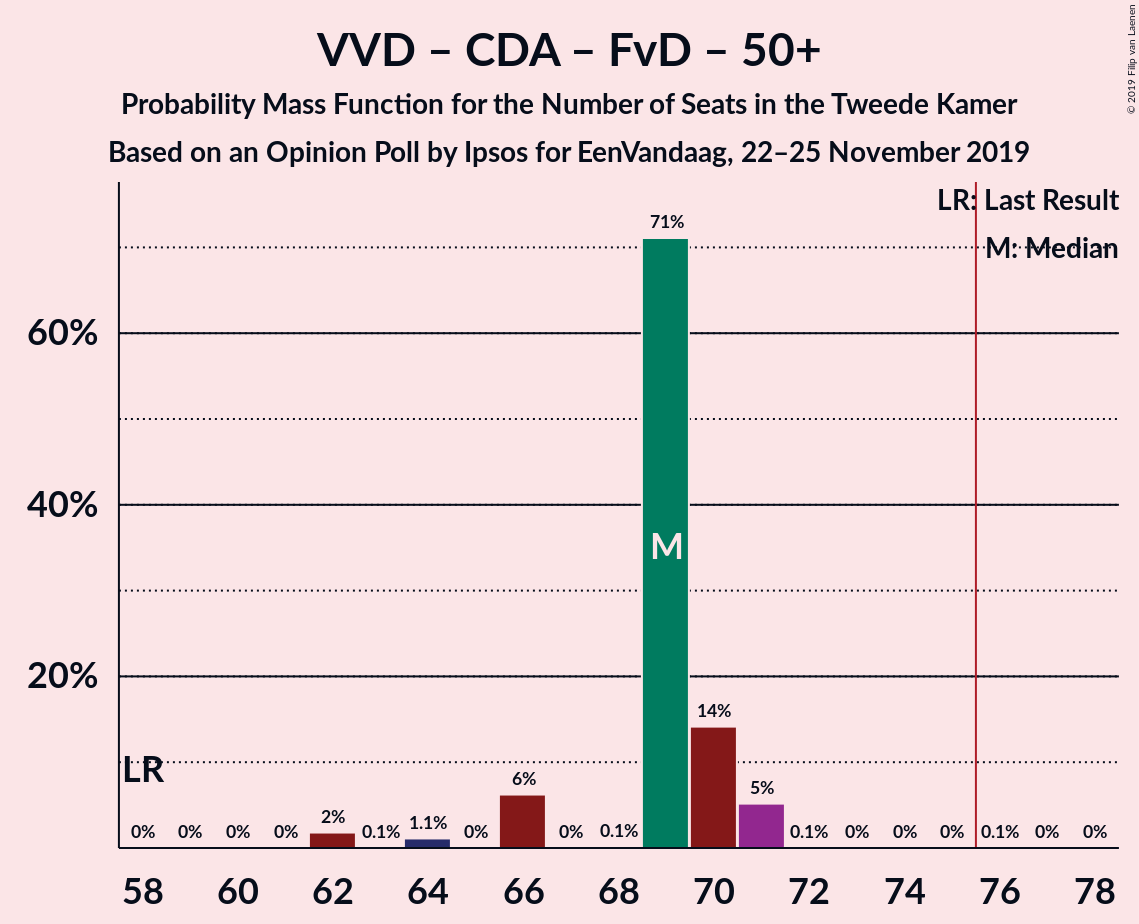 © 2019 Filip van Laenen
VVD – CDA – FvD – 50+
Probability Mass Function for the Number of Seats in the Tweede Kamer
Based on an Opinion Poll by Ipsos for EenVandaag, 22–25 November 2019
LR: Last Result
M: Median
60%
40%
20%
LR
M
0% 0% 0% 0% 2% 0.1% 1.1% 0% 6% 0% 0.1% 71% 14% 5% 0.1% 0% 0% 0% 0.1% 0% 0%
58 60 62 64 66 68 70 72 74 76 78